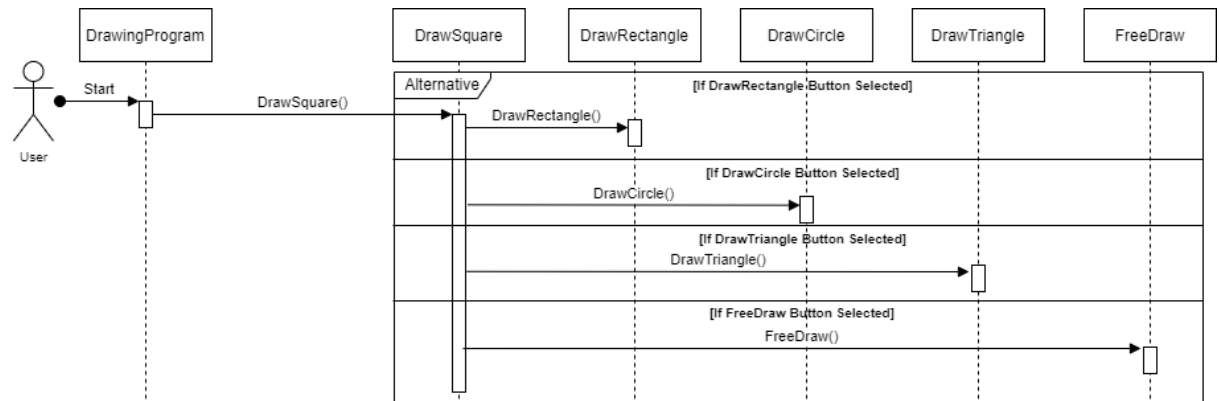 DrawingProgram
DrawSquare
DrawRectangle
DrawCircle
DrawTriangle
FreeDraw
Alternative
[If DrawRectangle Button Selected]
Start
DrawSquare()
DrawRectangle()
User
[If DrawCircle Button Selected]
DrawCircle()
[If DrawTriangle Button Selected]
DrawTriangle()
[If FreeDraw Button Selected]
FreeDraw()